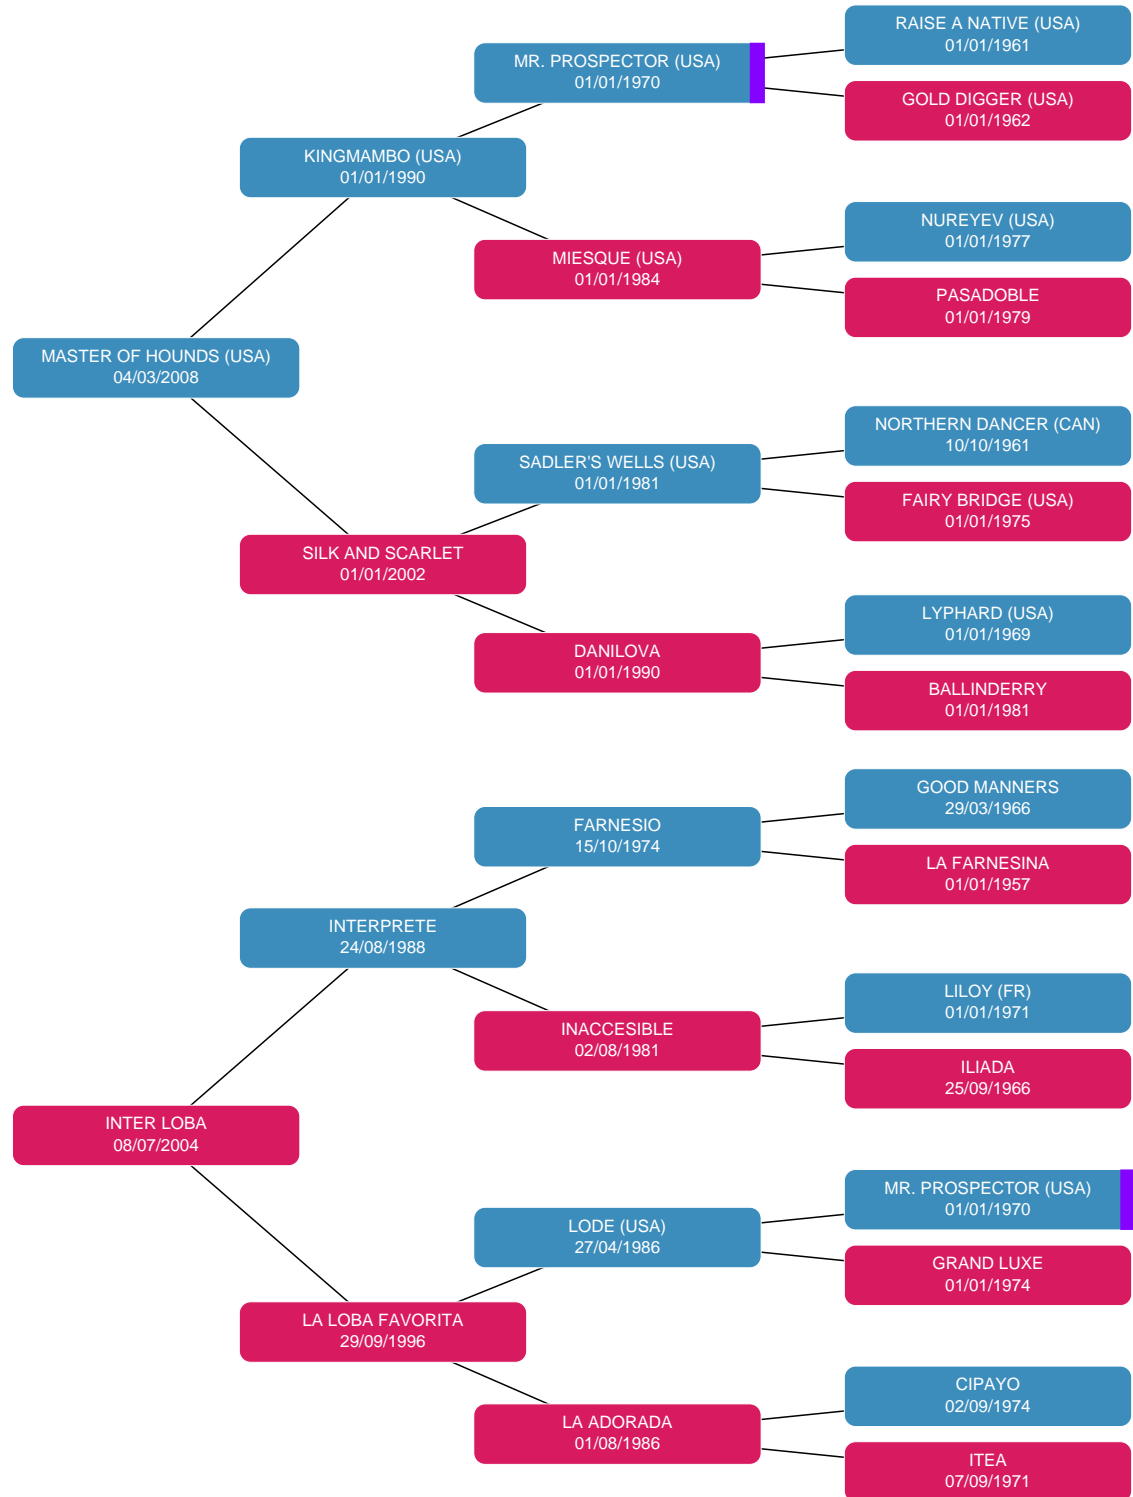 RAISE A NATIVE (USA)
01/01/1961
MR. PROSPECTOR (USA)
01/01/1970
GOLD DIGGER (USA)
01/01/1962
KINGMAMBO (USA)
01/01/1990
NUREYEV (USA)
01/01/1977
MIESQUE (USA)
01/01/1984
PASADOBLE
01/01/1979
MASTER OF HOUNDS (USA)
04/03/2008
NORTHERN DANCER (CAN)
10/10/1961
SADLER'S WELLS (USA)
01/01/1981
FAIRY BRIDGE (USA)
01/01/1975
SILK AND SCARLET
01/01/2002
LYPHARD (USA)
01/01/1969
DANILOVA
01/01/1990
BALLINDERRY
01/01/1981
GOOD MANNERS
29/03/1966
FARNESIO
15/10/1974
LA FARNESINA
01/01/1957
INTERPRETE
24/08/1988
LILOY (FR)
01/01/1971
INACCESIBLE
02/08/1981
ILIADA
25/09/1966
INTER LOBA
08/07/2004
MR. PROSPECTOR (USA)
01/01/1970
LODE (USA)
27/04/1986
GRAND LUXE
01/01/1974
LA LOBA FAVORITA
29/09/1996
CIPAYO
02/09/1974
LA ADORADA
01/08/1986
ITEA
07/09/1971